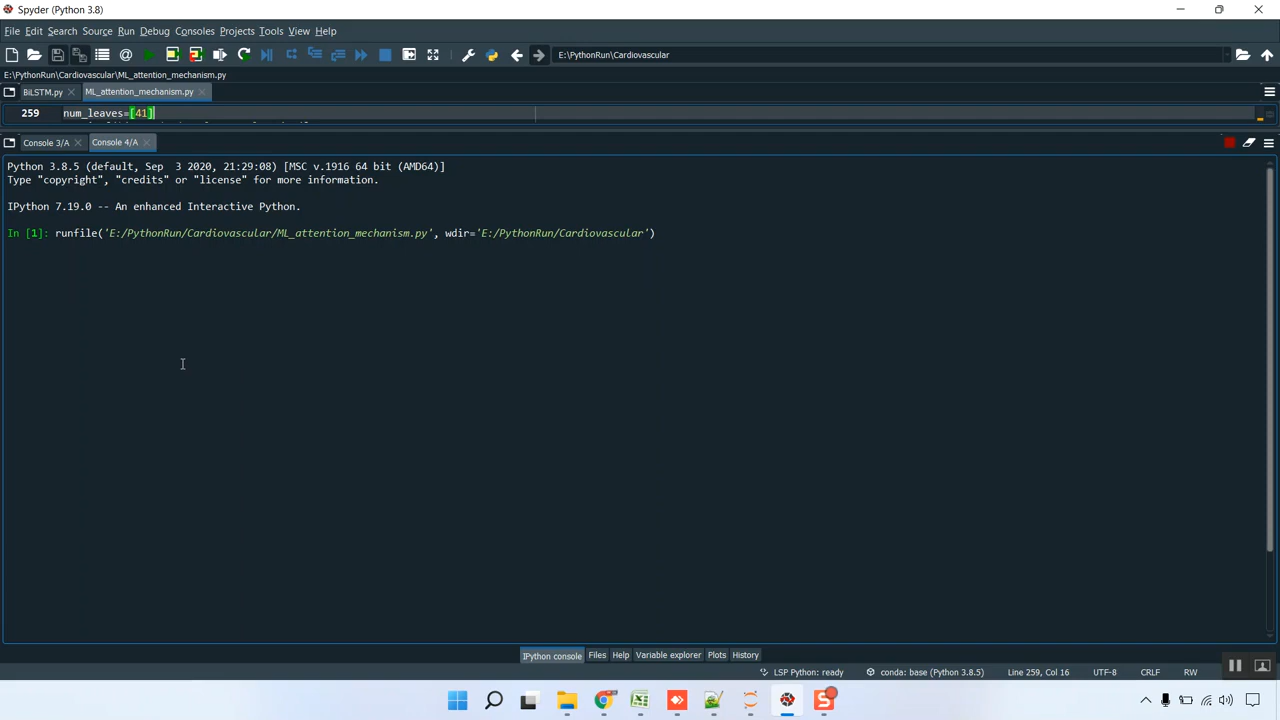 Spyder (Python 3.8)
File Edit Search Source Run Debug Consoles Projects Tools View Help
E:\PythonRun\Cardiovascular
E:\PythonRun\Cardiovascular\ML_attention_mechanism.py
BiLSTM.py ML_attention_mechanism.py
259 num_leaves=[41]
Console 3/A Console 4/A
Python 3.8.5 (default, Sep  3 2020, 21:29:08) [MSC v.1916 64 bit (AMD64)]
Type "copyright", "credits" or "license" for more information.
IPython 7.19.0 -- An enhanced Interactive Python.
In [1]: runfile('E:/PythonRun/Cardiovascular/ML_attention_mechanism.py', wdir='E:/PythonRun/Cardiovascular')
IPython console Files Help Variable explorer Plots History
LSP Python: ready conda: base (Python 3.8.5) Line 259, Col 16 UTF-8 CRLF RW